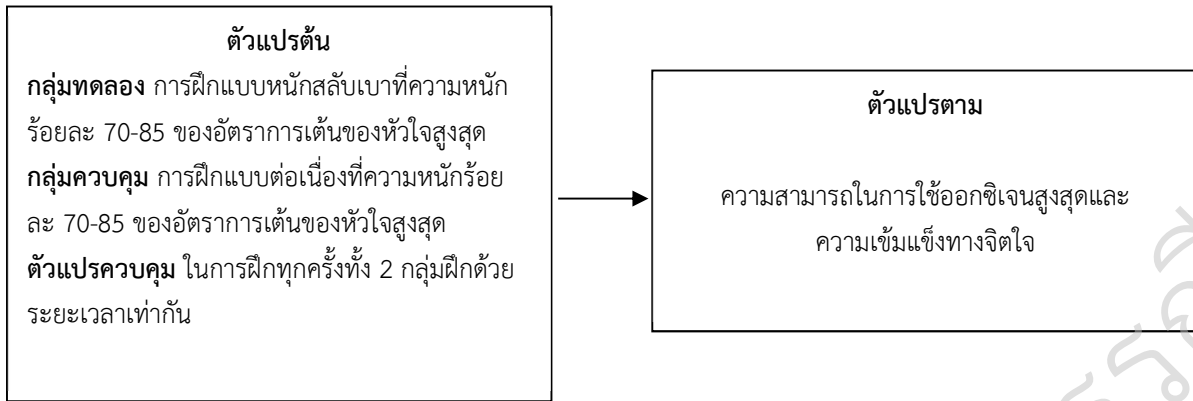 ตัวแปรต้น
กลุ่มทดลอง การฝึกแบบหนักสลับเบาที่ความหนัก
ร้อยละ 70-85 ของอัตราการเต้นของหัวใจสูงสุด
กลุ่มควบคุม การฝึกแบบต่อเนื่องที่ความหนักร้อย
ละ 70-85 ของอัตราการเต้นของหัวใจสูงสุด
ตัวแปรควบคุม ในการฝึกทุกครั้งทั้ง 2 กลุ่มฝึกด้วย
ระยะเวลาเท่ากัน
ตัวแปรตาม
ความสามารถในการใช้ออกซิเจนสูงสุดและ
ความเข้มแข็งทางจิตใจ